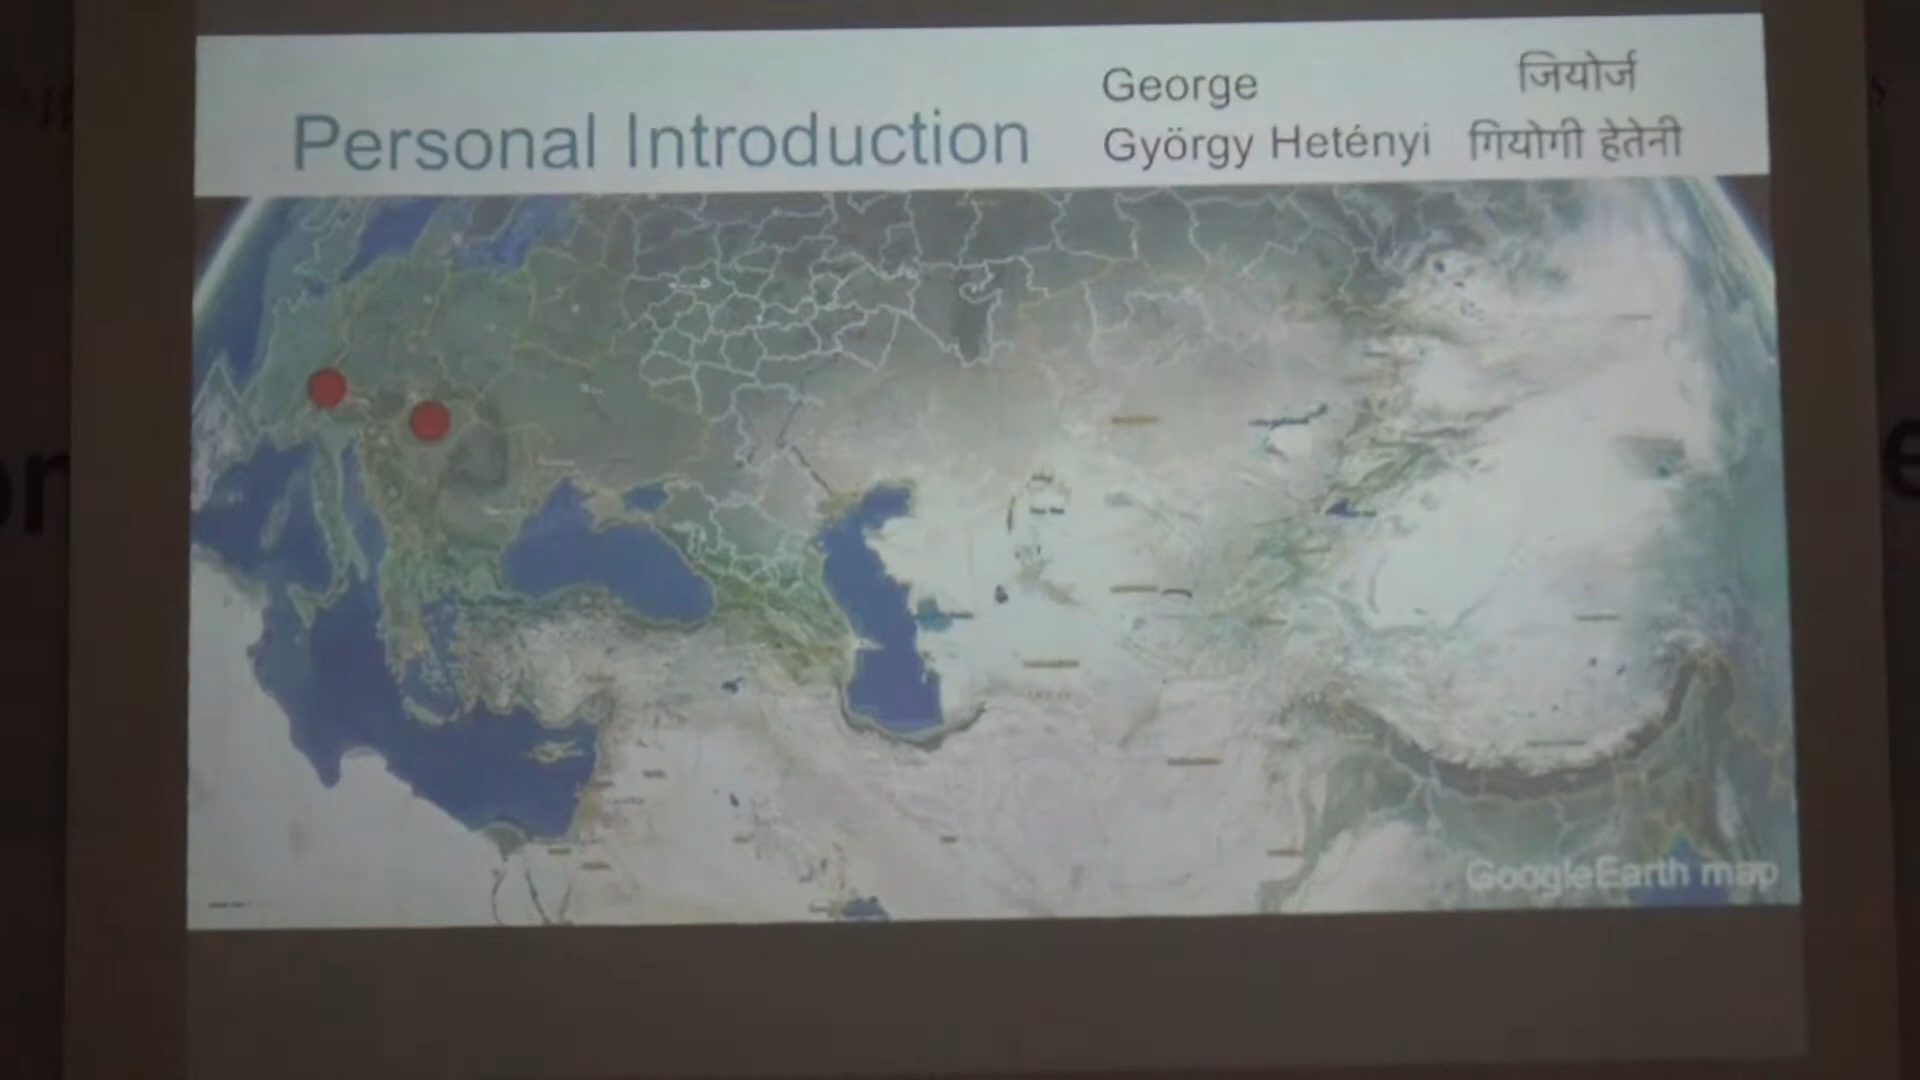 George
जियोर्ज
Personal Introduction
György Hetényi
गियोगी हेतेनी
GoogleEarth map